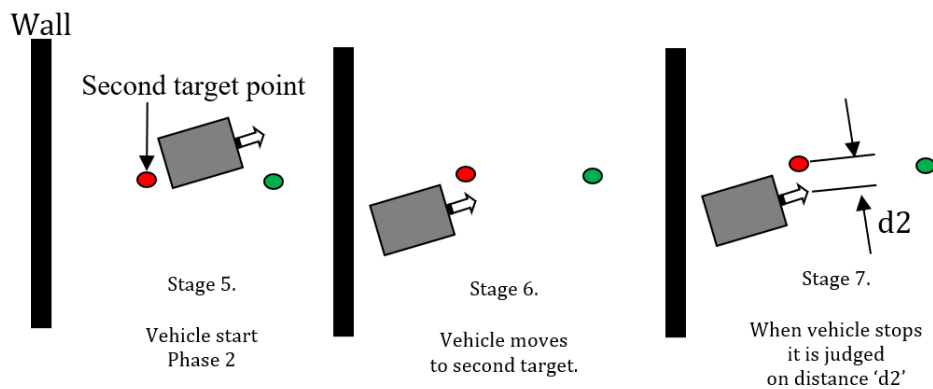 Wall
Second target point
Stage 5.
Vehicle start
Phase 2
Stage 6.
Vehicle moves
to second target.
d2
Stage 7.
When vehicle stops
it is judged
on distance ‘d2’